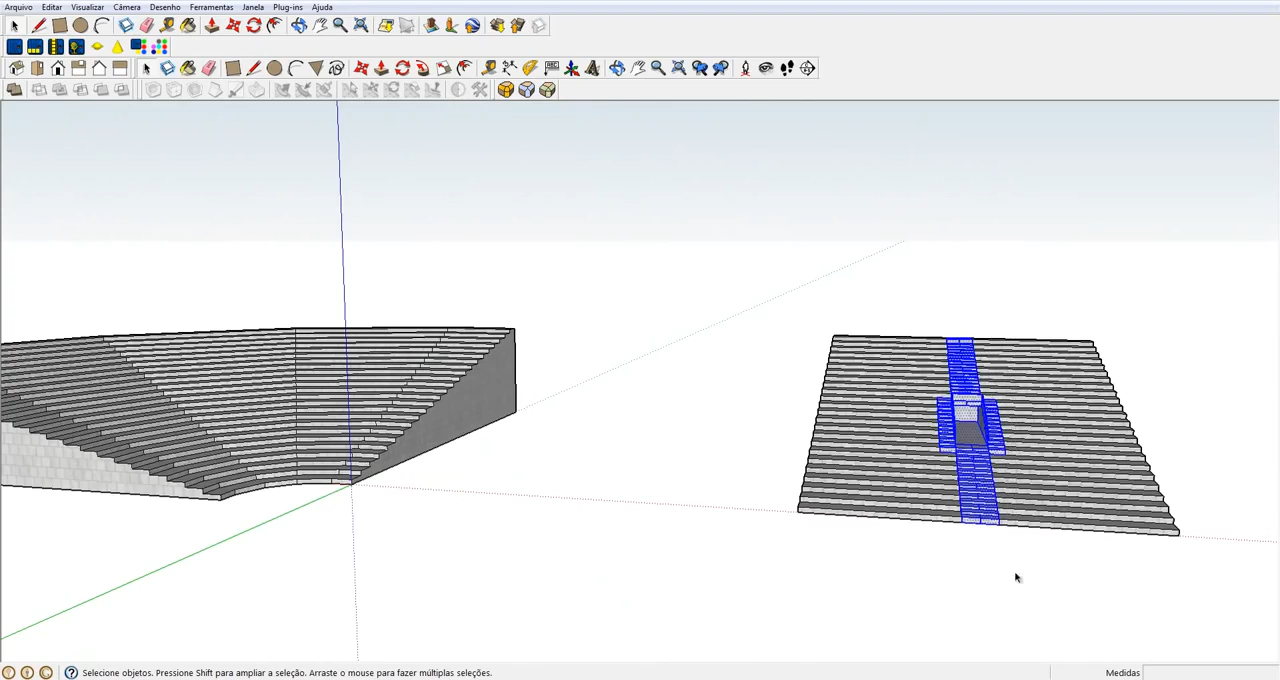 Arquivo Editar Visualizar Câmera Desenho Ferramentas Janela Plug-ins Ajuda
Selecione objetos. Pressione Shift para ampliar a seleção. Arraste o mouse para fazer múltiplas seleções. Medidas